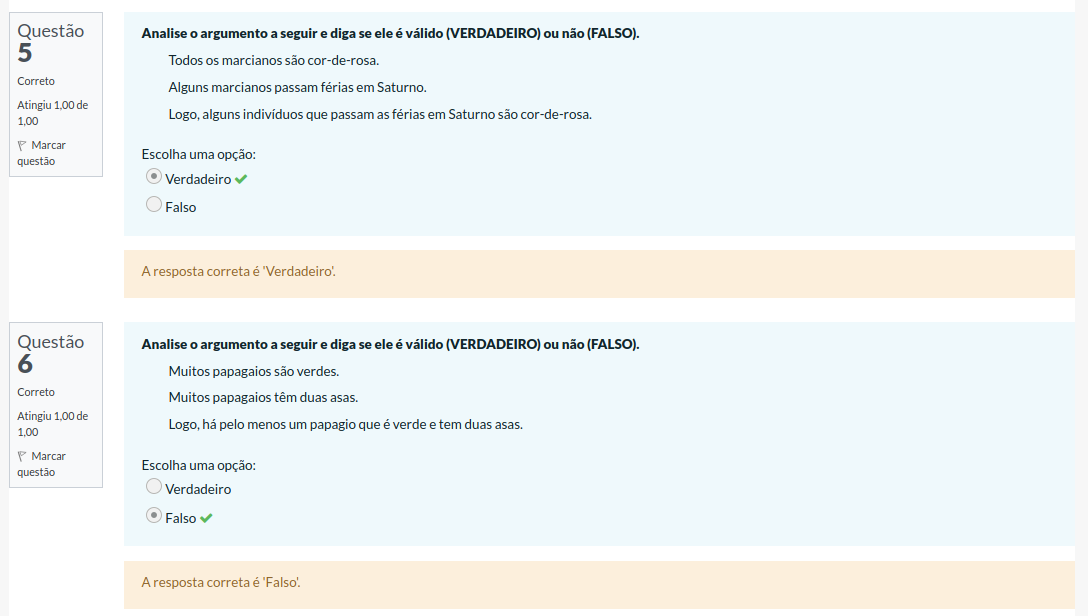 Questão
5
Correto
Atingiu 1,00 de
1,00
Marcar
questão
Analise o argumento a seguir e diga se ele é válido (VERDADEIRO) ou não (FALSO).
Todos os marcianos são cor-de-rosa.
Alguns marcianos passam férias em Saturno.
Logo, alguns indivíduos que passam as férias em Saturno são cor-de-rosa.
Escolha uma opção:
Verdadeiro
Falso
A resposta correta é 'Verdadeiro'.
Questão
6
Correto
Atingiu 1,00 de
1,00
Marcar
questão
Analise o argumento a seguir e diga se ele é válido (VERDADEIRO) ou não (FALSO).
Muitos papagaios são verdes.
Muitos papagaios têm duas asas.
Logo, há pelo menos um papagio que é verde e tem duas asas.
Escolha uma opção:
Verdadeiro
Falso
A resposta correta é 'Falso'.